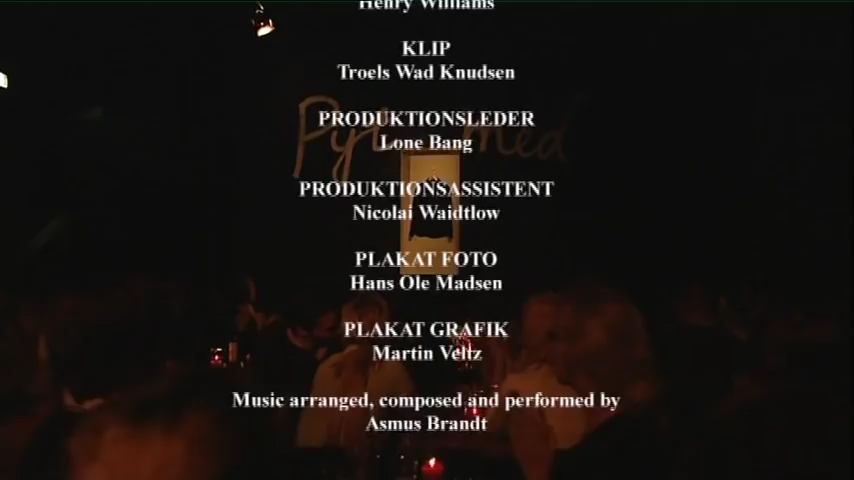 Henry Williams
KLIP
Troels Wad Knudsen
PRODUKTIONSLEDER
Lone Bang
PRODUKTIONSASSISTENT
Nicolai Waidtlow
PLAKAT FOTO
Hans Ole Madsen
PLAKAT GRAFIK
Martin Veltz
Music arranged, composed and performed by
Asmus Brandt